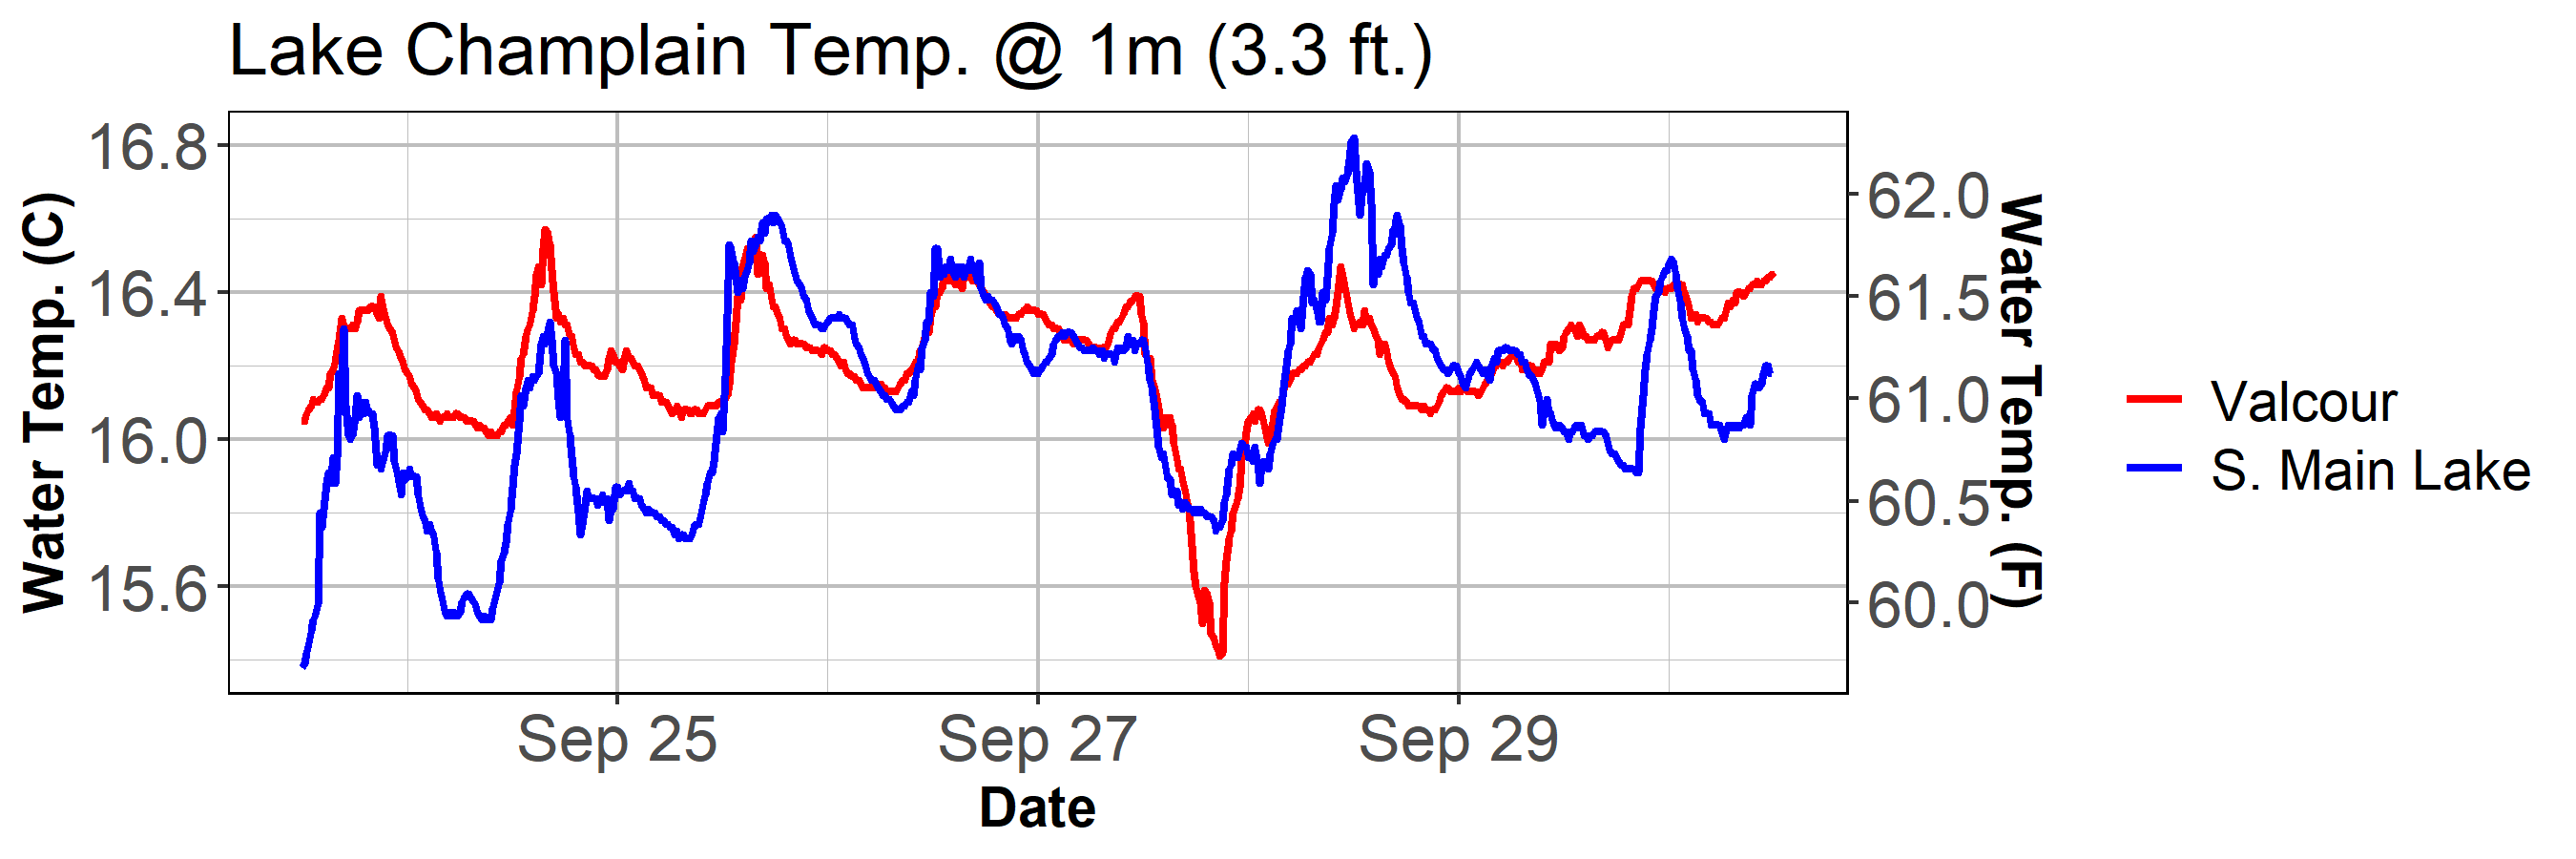 Lake Champlain Temp. @ 1m (3.3 ft.)
Water Temp. (C)
16.8
16.4
16.0
15.6
62.0
61.5
61.0
60.5
60.0
Water Temp. (F)
Valcour
S. Main Lake
Sep 25
Sep 27
Sep 29
Date